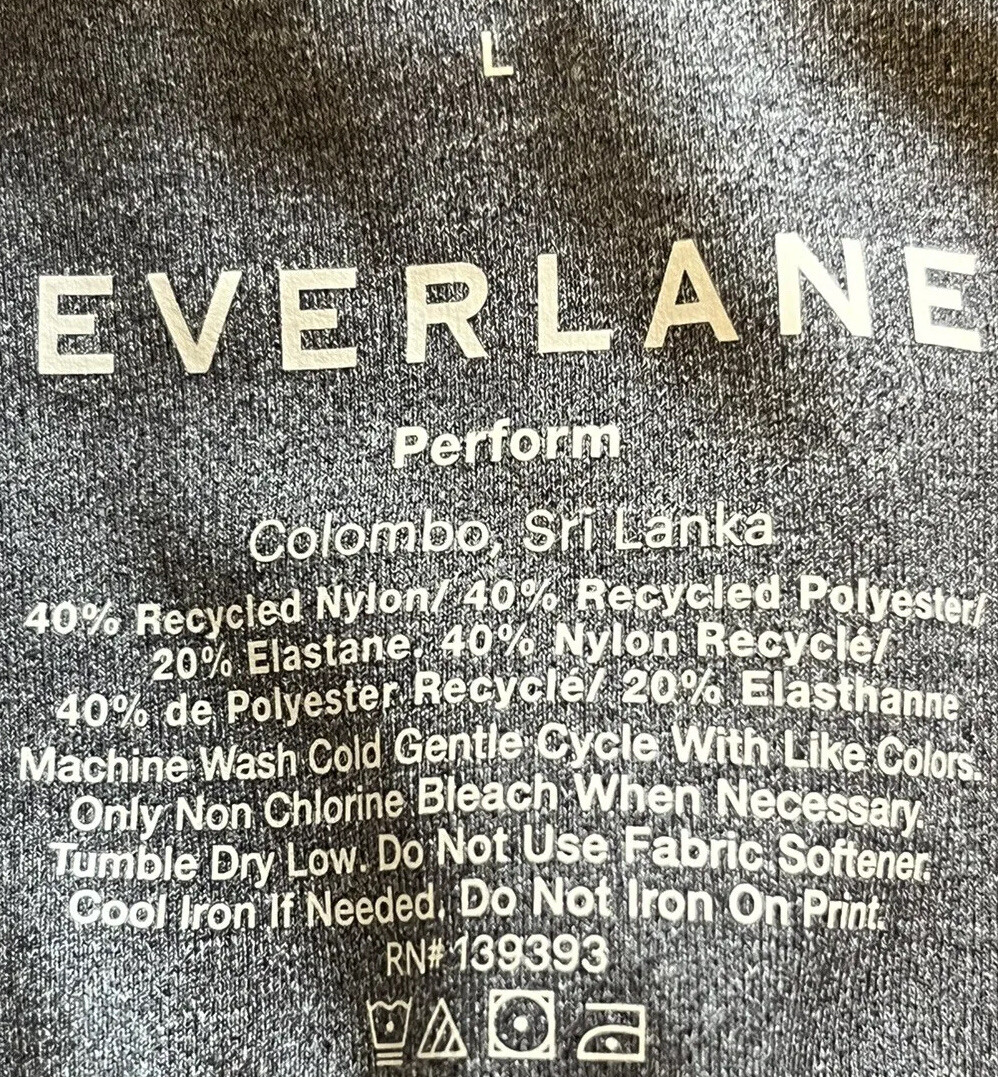 L
EVERLANE
Perform
Colombo, Sri Lanka
40% Recycled Nylon/ 40% Recycled Polyester/
20% Elastane. 40% Nylon Recyclé/
40% de Polyester Recyclé/ 20% Elasthanne
Machine Wash Cold Gentle Cycle With Like Colors.
Only Non Chlorine Bleach When Necessary.
Tumble Dry Low. Do Not Use Fabric Softener.
Cool Iron If Needed. Do Not Iron On Print.
RN# 139393